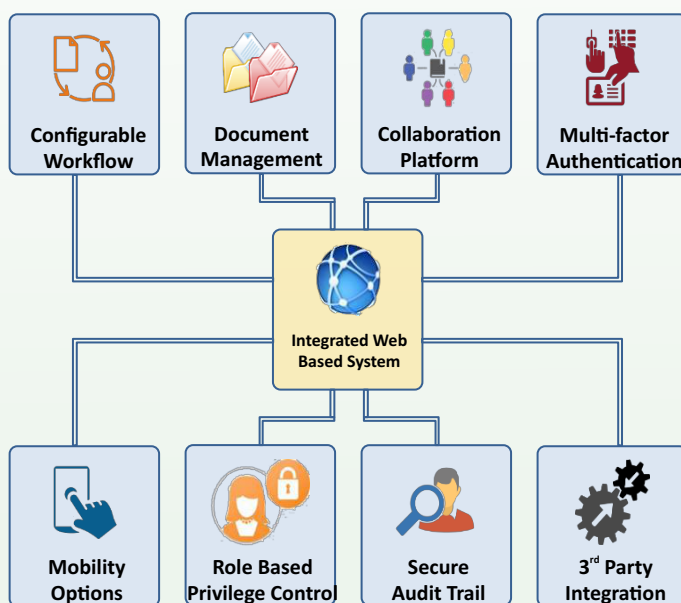 Configurable
Workflow
Document
Management
Collaboration
Platform
Multi-factor
Authentication
Integrated Web
Based System
Mobility
Options
Role Based
Privilege Control
Secure
Audit Trail
3rd Party
Integration